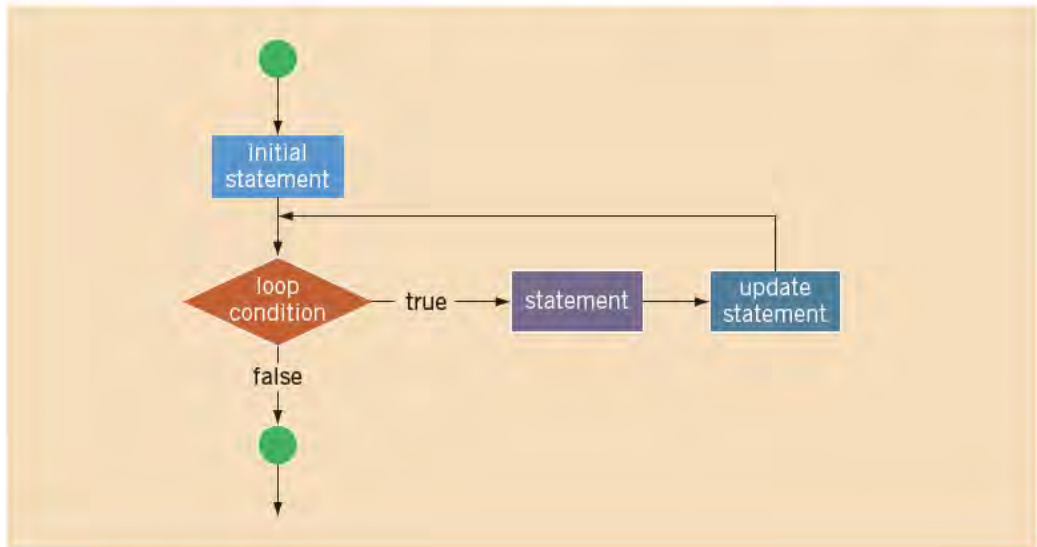 initial
statement
loop
condition
true
statement
update
statement
false